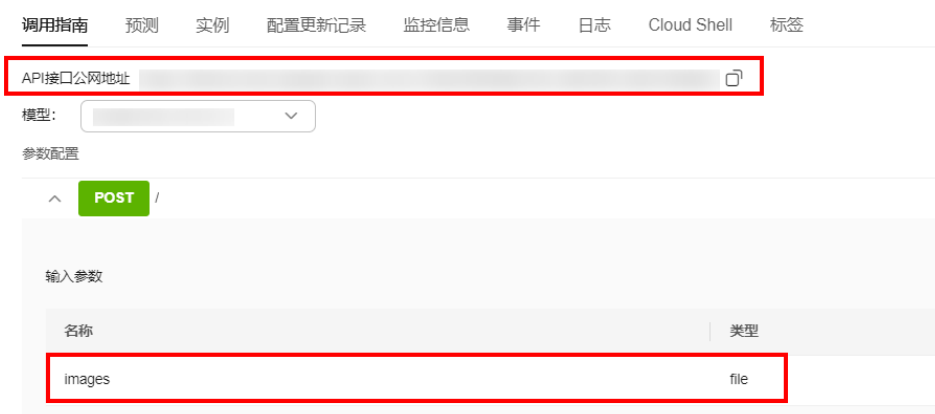 调用指南 预测 实例 配置更新记录 监控信息 事件 日志 Cloud Shell 标签
API接口公网地址
模型：
参数配置
POST /
输入参数
名称 类型
images file